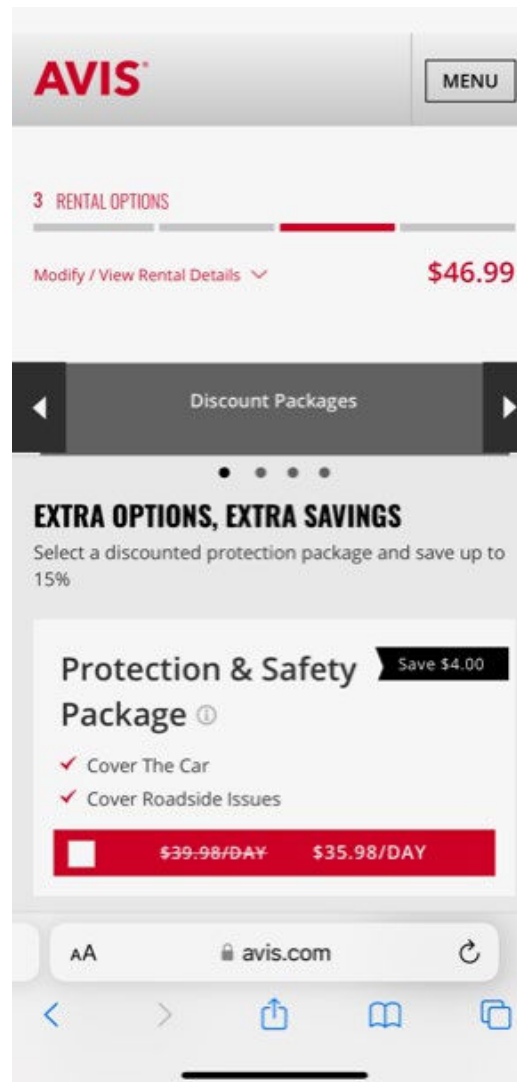 AVIS
MENU
3 RENTAL OPTIONS
Modify / View Rental Details
$46.99
Discount Packages
EXTRA OPTIONS, EXTRA SAVINGS
Select a discounted protection package and save up to
15%
Protection & Safety
Package
Save $4.00
Cover The Car
Cover Roadside Issues
$39.98/DAY $35.98/DAY
AA avis.com